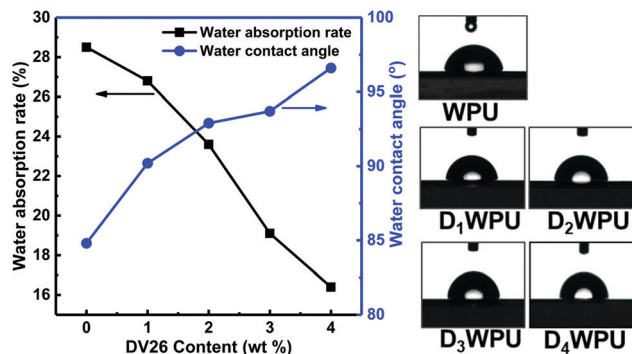 Water absorption rate
Water contact angle
Water absorption rate (%)
30
28
26
24
22
20
18
16
Water contact angle (°)
100
95
90
85
80
0 1 2 3 4
DV26 Content (wt %)
WPU
D₁WPU D₂WPU
D₃WPU D₄WPU